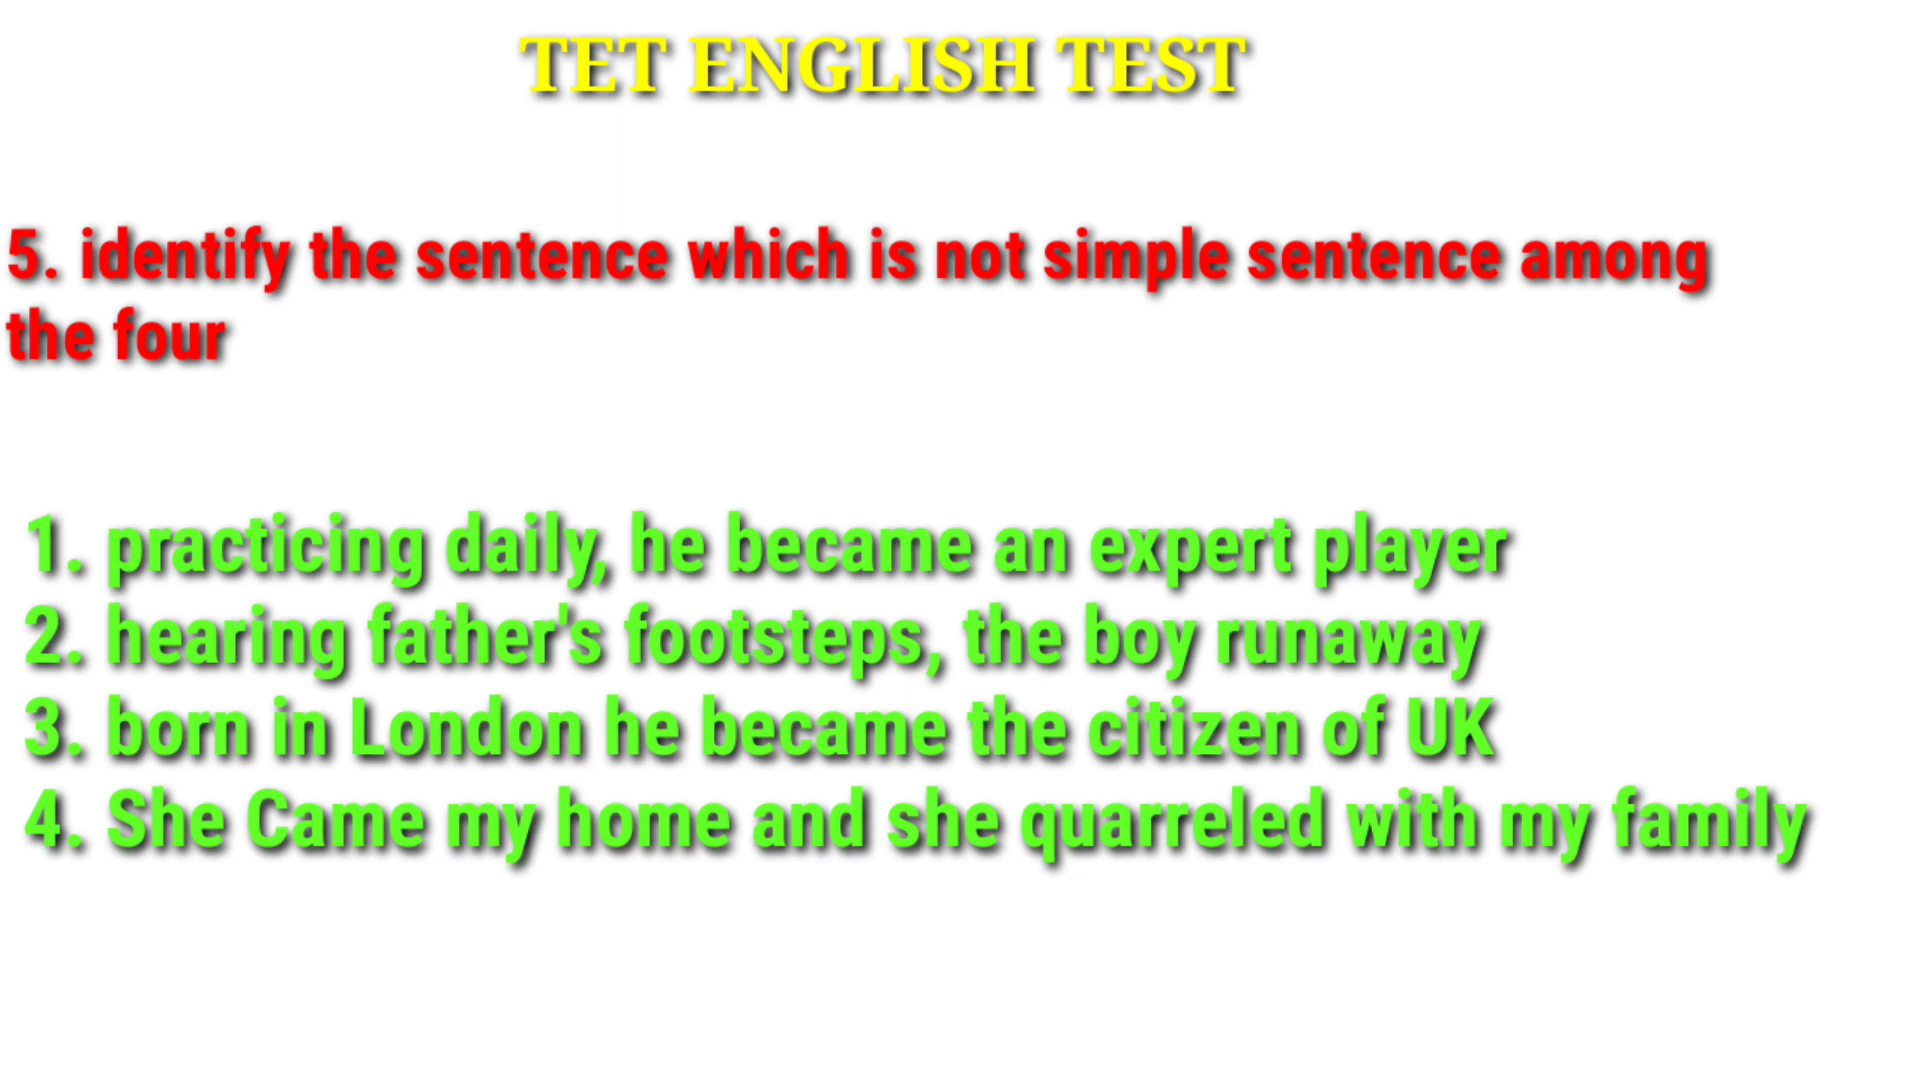 TET ENGLISH TEST
5. identify the sentence which is not simple sentence among
the four
1. practicing daily, he became an expert player
2. hearing father's footsteps, the boy runaway
3. born in London he became the citizen of UK
4. She Came my home and she quarreled with my family